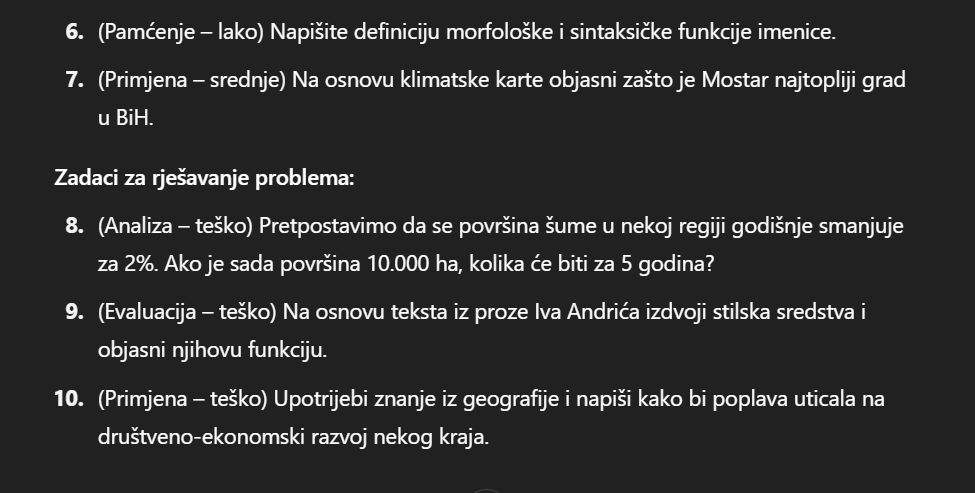 6. (Pamćenje – lako) Napišite definiciju morfološke i sintaksičke funkcije imenice.
7. (Primjena – srednje) Na osnovu klimatske karte objasni zašto je Mostar najtopliji grad
u BiH.
Zadaci za rješavanje problema:
8. (Analiza – teško) Pretpostavimo da se površina šume u nekoj regiji godišnje smanjuje
za 2%. Ako je sada površina 10.000 ha, kolika će biti za 5 godina?
9. (Evaluacija – teško) Na osnovu teksta iz proze Iva Andrića izdvoji stilska sredstva i
objasni njihovu funkciju.
10. (Primjena – teško) Upotrijebi znanje iz geografije i napiši kako bi poplava uticala na
društveno-ekonomski razvoj nekog kraja.